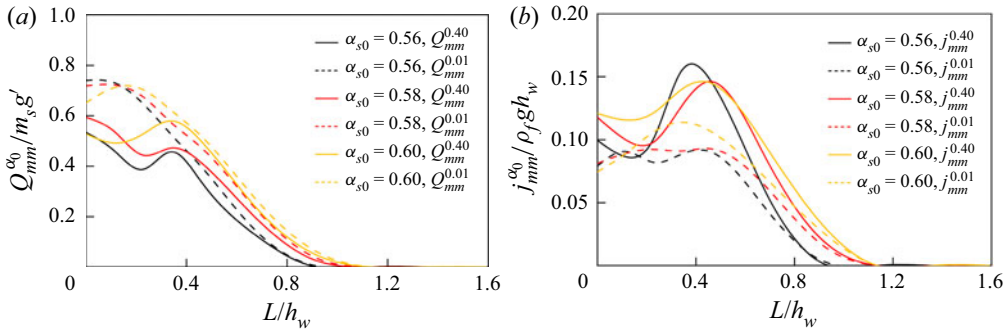 (a)
1.0
0.8
0.6
0.4
0.2
0
0.4
0.8
1.2
1.6
L/h_w
Q_{mm}^{α_0}/m_s g′
α_{s0} = 0.56, Q_{mm}^{0.40}
α_{s0} = 0.56, Q_{mm}^{0.01}
α_{s0} = 0.58, Q_{mm}^{0.40}
α_{s0} = 0.58, Q_{mm}^{0.01}
α_{s0} = 0.60, Q_{mm}^{0.40}
α_{s0} = 0.60, Q_{mm}^{0.01}
(b)
0.20
0.15
0.10
0.05
0.00
0
0.4
0.8
1.2
1.6
L/h_w
j_{mm}^{α_0}/ρ_f g h_w
α_{s0} = 0.56, j_{mm}^{0.40}
α_{s0} = 0.56, j_{mm}^{0.01}
α_{s0} = 0.58, j_{mm}^{0.40}
α_{s0} = 0.58, j_{mm}^{0.01}
α_{s0} = 0.60, j_{mm}^{0.40}
α_{s0} = 0.60, j_{mm}^{0.01}